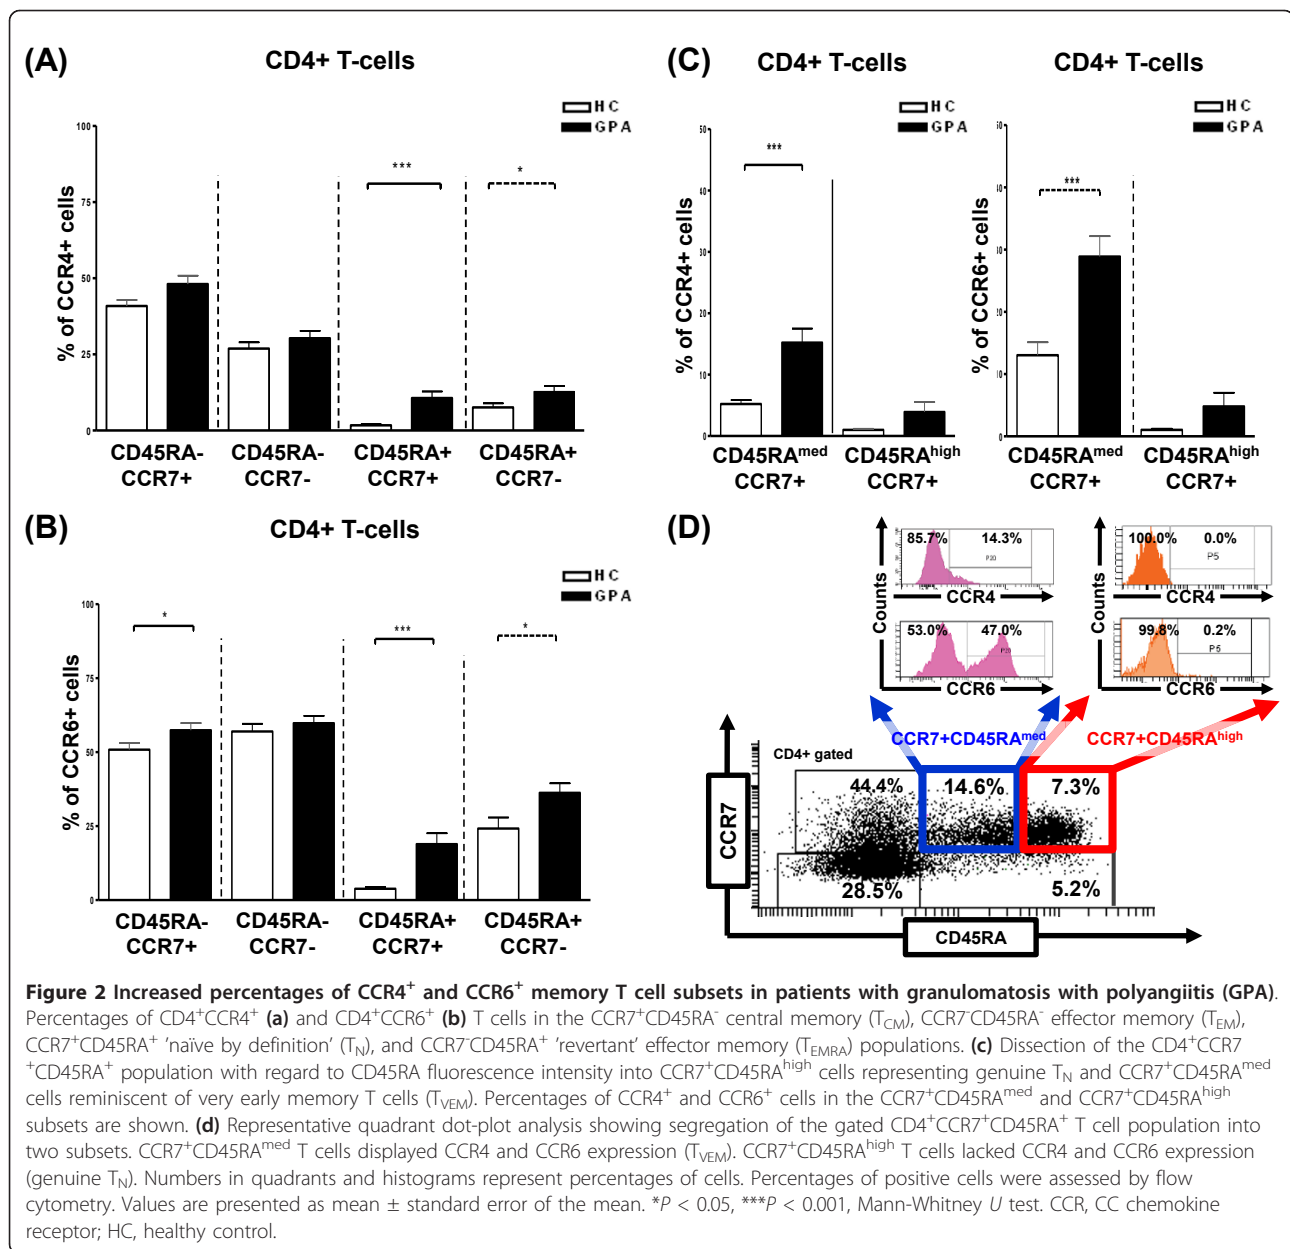 (A)
CD4+ T-cells
HC
GPA
% of CCR4+ cells
100
75
50
25
0
***
*
CD45RA- CCR7+
CD45RA- CCR7-
CD45RA+ CCR7+
CD45RA+ CCR7-
(B)
CD4+ T-cells
HC
GPA
% of CCR6+ cells
100
75
50
25
0
*
***
*
CD45RA- CCR7+
CD45RA- CCR7-
CD45RA+ CCR7+
CD45RA+ CCR7-
(C)
CD4+ T-cells
HC
GPA
% of CCR4+ cells
50
40
30
20
10
0
***
CD45RAmed CCR7+
CD45RAhigh CCR7+
CD4+ T-cells
HC
GPA
% of CCR6+ cells
50
40
30
20
10
0
***
CD45RAmed CCR7+
CD45RAhigh CCR7+
(D)
Counts
85.7% 14.3%
P20
CCR4
53.0% 47.0%
P20
CCR6
Counts
100.0% 0.0%
P5
CCR4
99.8% 0.2%
P5
CCR6
CCR7+CD45RAmed
CCR7+CD45RAhigh
CD4+ gated
44.4% 14.6% 7.3%
28.5% 5.2%
CCR7
CD45RA
Figure 2 Increased percentages of CCR4+ and CCR6+ memory T cell subsets in patients with granulomatosis with polyangiitis (GPA).
Percentages of CD4+CCR4+ (a) and CD4+CCR6+ (b) T cells in the CCR7+CD45RA- central memory (TCM), CCR7-CD45RA- effector memory (TEM),
CCR7+CD45RA+ 'naïve by definition' (TN), and CCR7-CD45RA+ 'revertant' effector memory (TEMRA) populations. (c) Dissection of the CD4+CCR7
+CD45RA+ population with regard to CD45RA fluorescence intensity into CCR7+CD45RAhigh cells representing genuine TN and CCR7+CD45RAmed
cells reminiscent of very early memory T cells (TVEM). Percentages of CCR4+ and CCR6+ cells in the CCR7+CD45RAmed and CCR7+CD45RAhigh
subsets are shown. (d) Representative quadrant dot-plot analysis showing segregation of the gated CD4+CCR7+CD45RA+ T cell population into
two subsets. CCR7+CD45RAmed T cells displayed CCR4 and CCR6 expression (TVEM). CCR7+CD45RAhigh T cells lacked CCR4 and CCR6 expression
(genuine TN). Numbers in quadrants and histograms represent percentages of cells. Percentages of positive cells were assessed by flow
cytometry. Values are presented as mean ± standard error of the mean. *P < 0.05, ***P < 0.001, Mann-Whitney U test. CCR, CC chemokine
receptor; HC, healthy control.